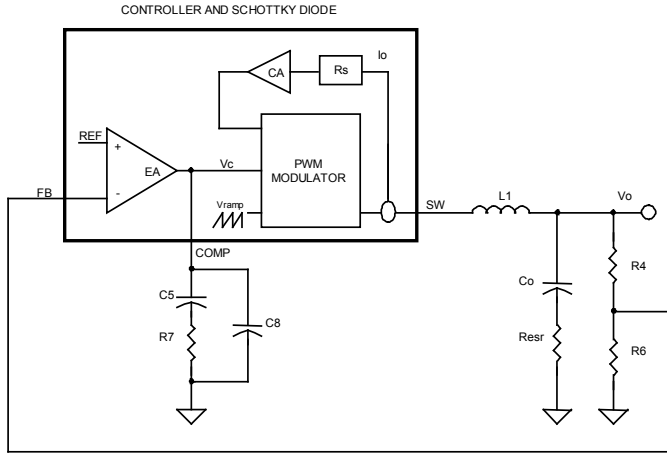 CONTROLLER AND SCHOTTKY DIODE
Io
CA
Rs
REF
+
EA
-
Vc
PWM
MODULATOR
Vramp
FB
SW
L1
Vo
COMP
C5
R7
C8
Co
Resr
R4
R6